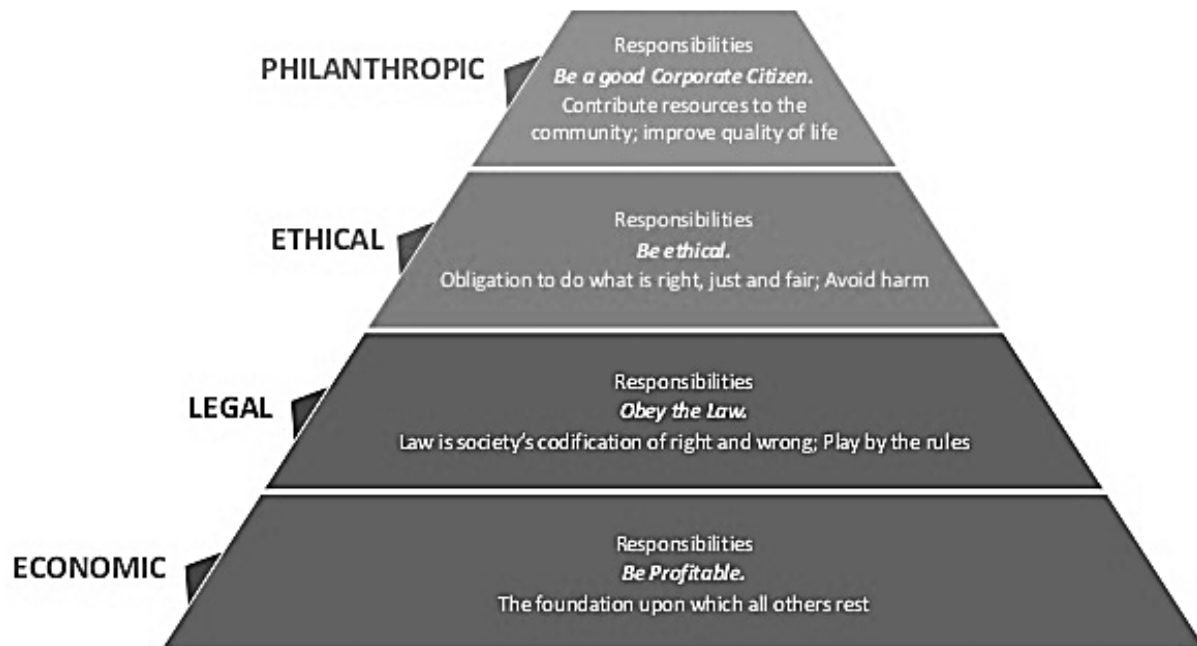 PHILANTHROPIC
Responsibilities
Be a good Corporate Citizen.
Contribute resources to the
community; improve quality of life
ETHICAL
Responsibilities
Be ethical.
Obligation to do what is right, just and fair; Avoid harm
LEGAL
Responsibilities
Obey the Law.
Law is society’s codification of right and wrong; Play by the rules
ECONOMIC
Responsibilities
Be Profitable.
The foundation upon which all others rest